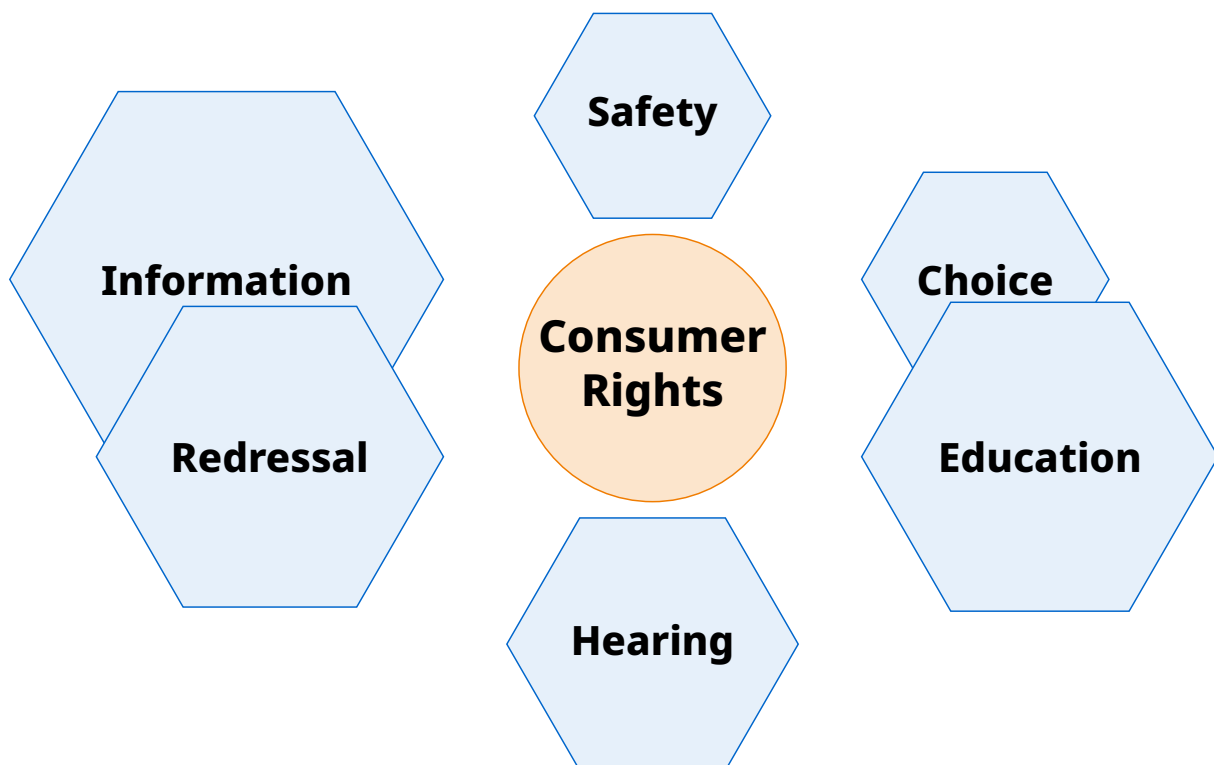 Safety
Information
Choice
Consumer
Rights
Redressal
Education
Hearing